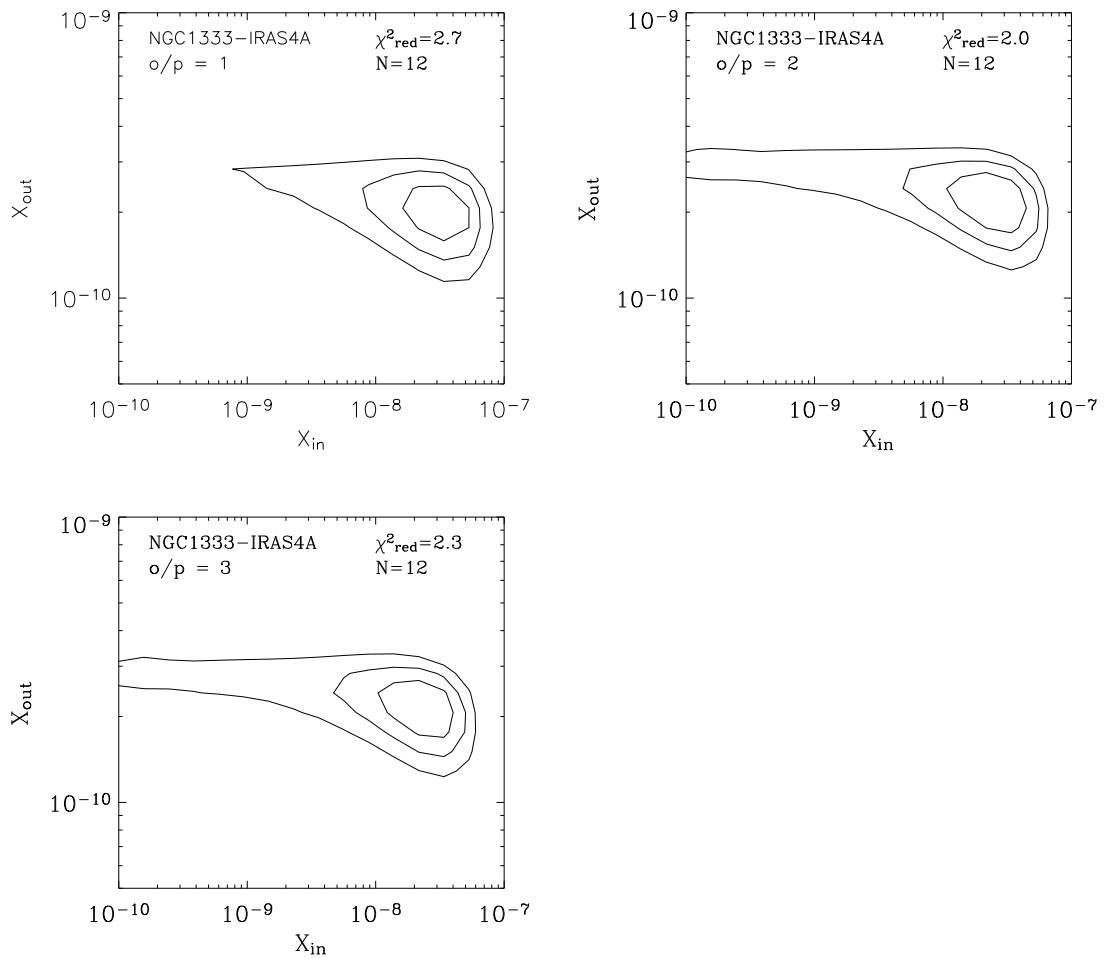 10⁻⁹
NGC1333−IRAS4A
χ²red=2.7
o/p = 1
N=12
Xout
10⁻¹⁰
10⁻¹⁰
10⁻⁹
10⁻⁸
10⁻⁷
Xin
10⁻⁹
NGC1333−IRAS4A
χ²red=2.0
o/p = 2
N=12
Xout
10⁻¹⁰
10⁻¹⁰
10⁻⁹
10⁻⁸
10⁻⁷
Xin
10⁻⁹
NGC1333−IRAS4A
χ²red=2.3
o/p = 3
N=12
Xout
10⁻¹⁰
10⁻¹⁰
10⁻⁹
10⁻⁸
10⁻⁷
Xin